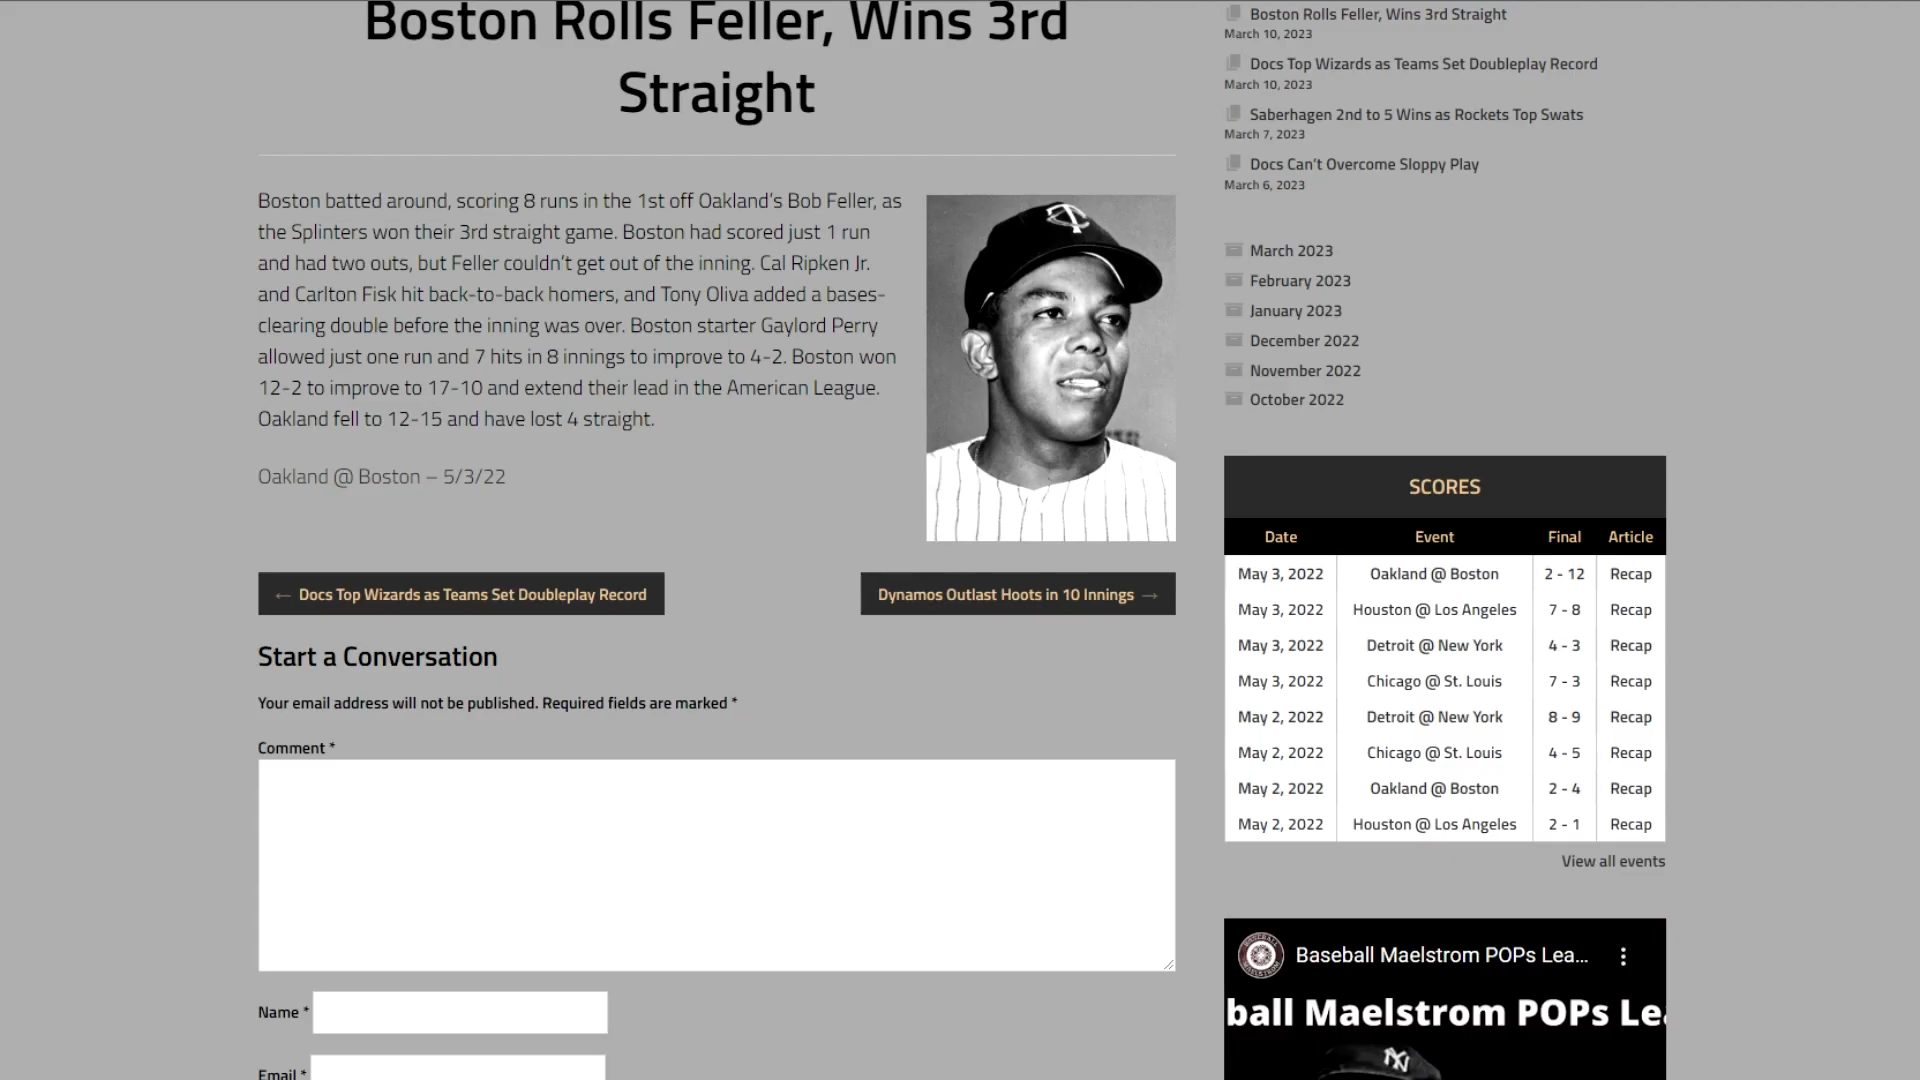 Boston Rolls Feller, Wins 3rd
Straight
Boston batted around, scoring 8 runs in the 1st off Oakland's Bob Feller, as
the Splinters won their 3rd straight game. Boston had scored just 1 run
and had two outs, but Feller couldn't get out of the inning. Cal Ripken Jr.
and Carlton Fisk hit back-to-back homers, and Tony Oliva added a bases-
clearing double before the inning was over. Boston starter Gaylord Perry
allowed just one run and 7 hits in 8 innings to improve to 4-2. Boston won
12-2 to improve to 17-10 and extend their lead in the American League.
Oakland fell to 12-15 and have lost 4 straight.
Oakland @ Boston – 5/3/22
← Docs Top Wizards as Teams Set Doubleplay Record
Dynamos Outlast Hoots in 10 Innings →
Start a Conversation
Your email address will not be published. Required fields are marked *
Comment *
Name *
Email *
Boston Rolls Feller, Wins 3rd Straight
March 10, 2023
Docs Top Wizards as Teams Set Doubleplay Record
March 10, 2023
Saberhagen 2nd to 5 Wins as Rockets Top Swats
March 7, 2023
Docs Can't Overcome Sloppy Play
March 6, 2023
March 2023
February 2023
January 2023
December 2022
November 2022
October 2022
SCORES
Date Event Final Article
May 3, 2022 Oakland @ Boston 2 - 12 Recap
May 3, 2022 Houston @ Los Angeles 7 - 8 Recap
May 3, 2022 Detroit @ New York 4 - 3 Recap
May 3, 2022 Chicago @ St. Louis 7 - 3 Recap
May 2, 2022 Detroit @ New York 8 - 9 Recap
May 2, 2022 Chicago @ St. Louis 4 - 5 Recap
May 2, 2022 Oakland @ Boston 2 - 4 Recap
May 2, 2022 Houston @ Los Angeles 2 - 1 Recap
View all events
Baseball Maelstrom POPs Lea...
ball Maelstrom POPs Le